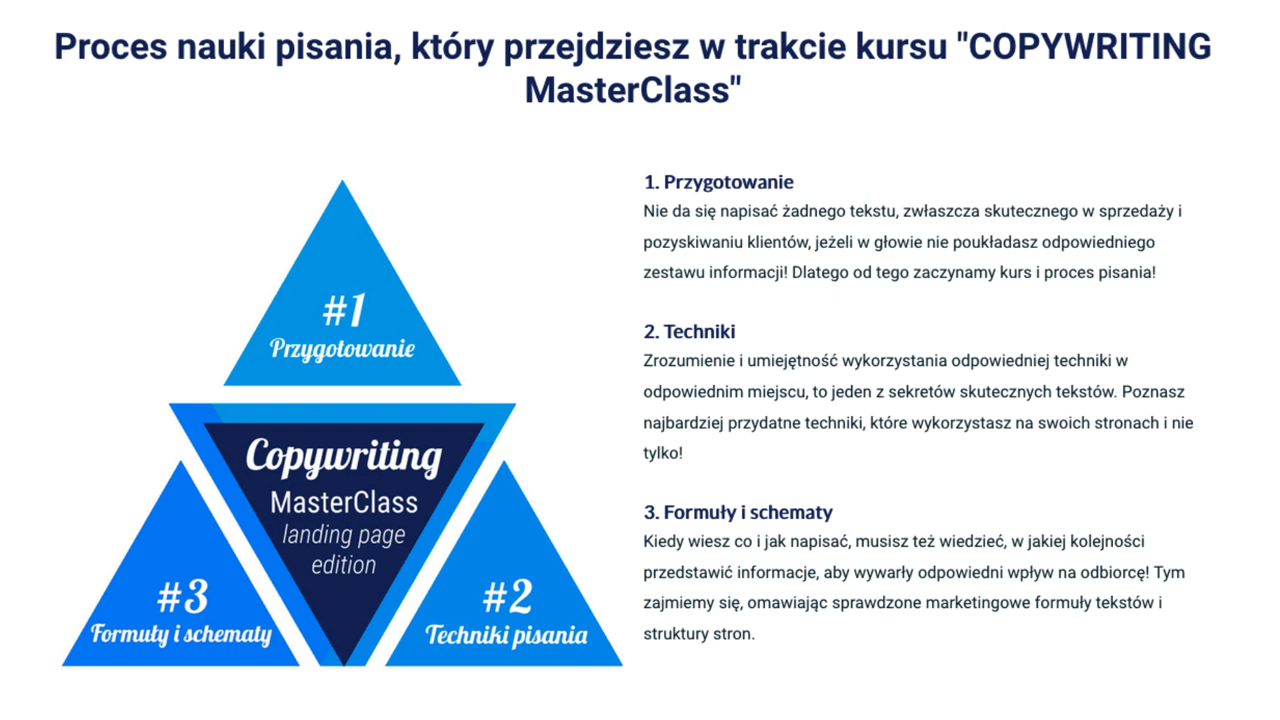 Proces nauki pisania, który przejdziesz w trakcie kursu "COPYWRITING
MasterClass"
#1
Przygotowanie
Copywriting
MasterClass
landing page
edition
#3
Formuły i schematy
#2
Techniki pisania
1. Przygotowanie
Nie da się napisać żadnego tekstu, zwłaszcza skutecznego w sprzedaży i
pozyskiwaniu klientów, jeżeli w głowie nie poukładasz odpowiedniego
zestawu informacji! Dlatego od tego zaczynamy kurs i proces pisania!
2. Techniki
Zrozumienie i umiejętność wykorzystania odpowiedniej techniki w
odpowiednim miejscu, to jeden z sekretów skutecznych tekstów. Poznasz
najbardziej przydatne techniki, które wykorzystasz na swoich stronach i nie
tylko!
3. Formuły i schematy
Kiedy wiesz co i jak napisać, musisz też wiedzieć, w jakiej kolejności
przedstawić informacje, aby wywarły odpowiedni wpływ na odbiorcę! Tym
zajmiemy się, omawiając sprawdzone marketingowe formuły tekstów i
struktury stron.